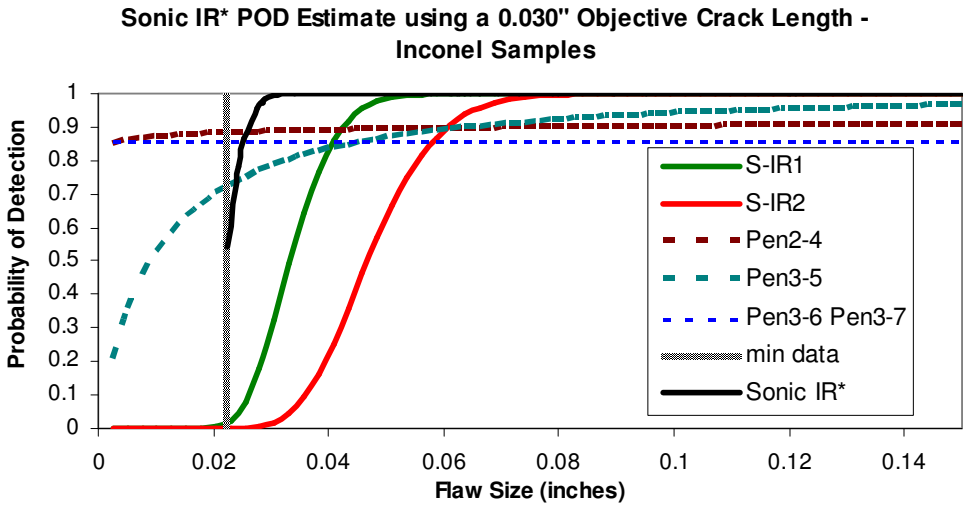 Sonic IR* POD Estimate using a 0.030" Objective Crack Length -
Inconel Samples
Probability of Detection
1
0.9
0.8
0.7
0.6
0.5
0.4
0.3
0.2
0.1
0
0 0.02 0.04 0.06 0.08 0.1 0.12 0.14
Flaw Size (inches)
S-IR1
S-IR2
Pen2-4
Pen3-5
Pen3-6 Pen3-7
min data
Sonic IR*